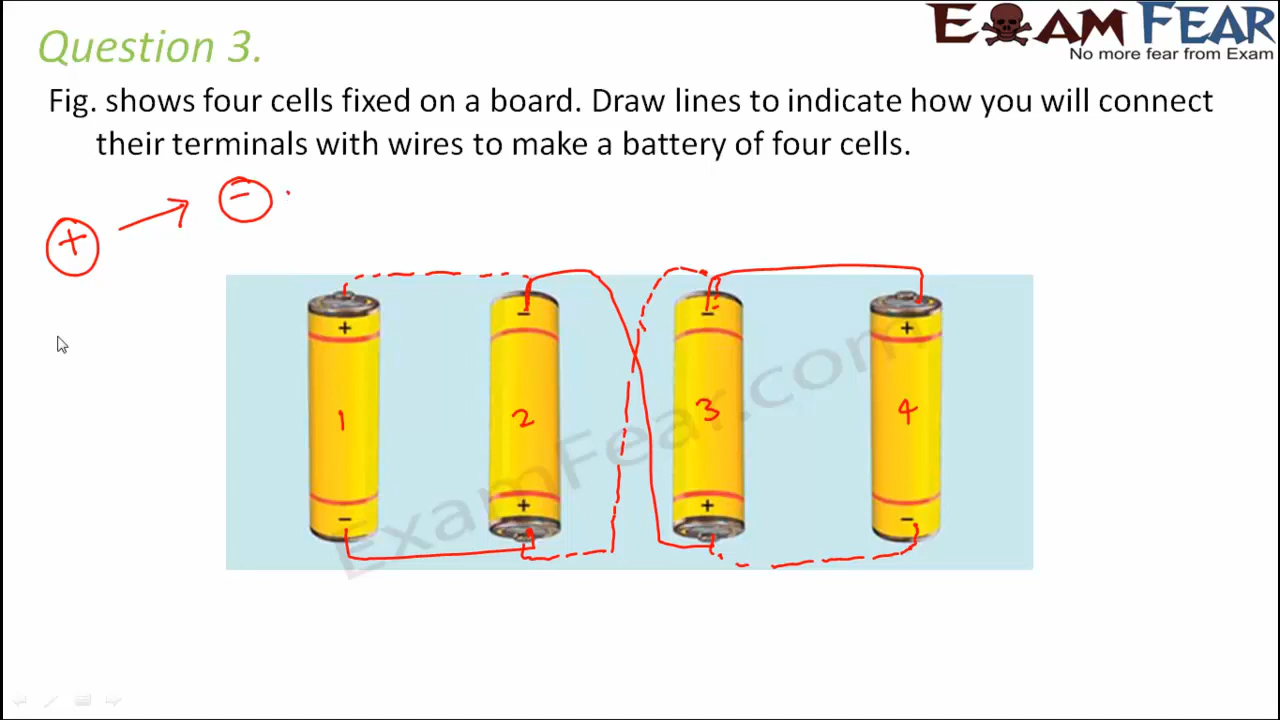 Question 3.
EXAM FEAR
No more fear from Exam
Fig. shows four cells fixed on a board. Draw lines to indicate how you will connect
their terminals with wires to make a battery of four cells.
+ → −
+ − − +
1 2 3 4
− + + −
ExamFear.com